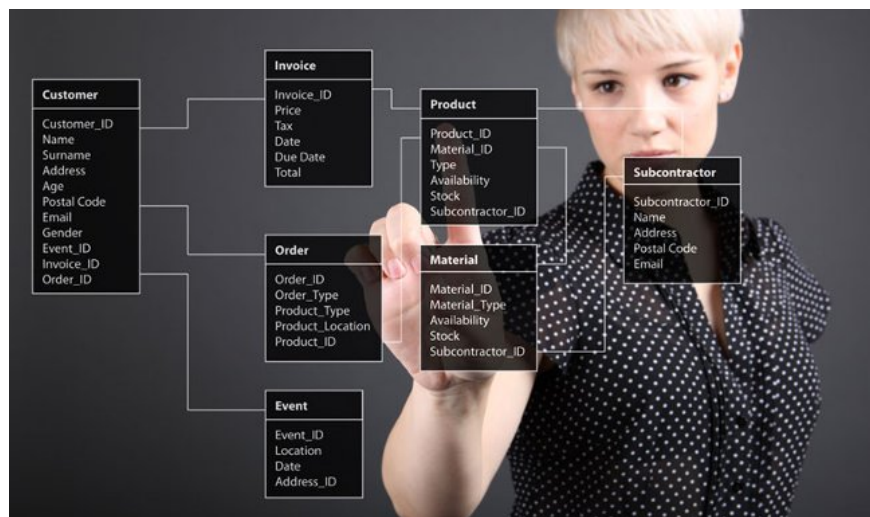 Customer
Customer_ID
Name
Surname
Address
Age
Postal Code
Email
Gender
Event_ID
Invoice_ID
Order_ID
Invoice
Invoice_ID
Price
Tax
Date
Due Date
Total
Order
Order_ID
Order_Type
Product_Type
Product_Location
Product_ID
Event
Event_ID
Location
Date
Address_ID
Product
Product_ID
Material_ID
Type
Availability
Stock
Subcontractor_ID
Material
Material_ID
Material_Type
Availability
Stock
Subcontractor_ID
Subcontractor
Subcontractor_ID
Name
Address
Postal Code
Email